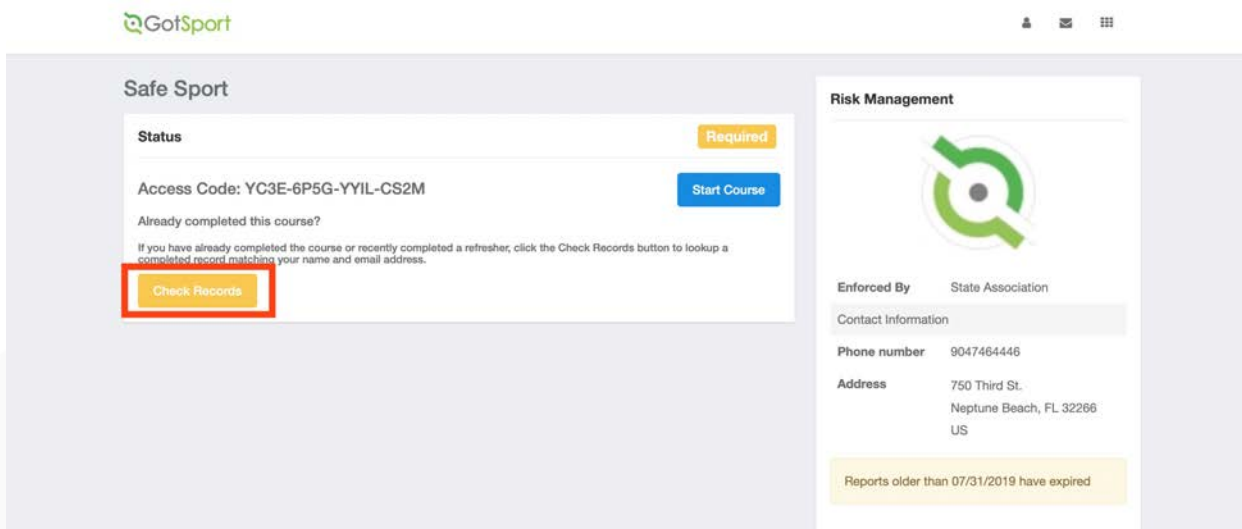 GotSport
Safe Sport
Status
Required
Access Code: YC3E-6P5G-YYIL-CS2M
Start Course
Already completed this course?
If you have already completed the course or recently completed a refresher, click the Check Records button to lookup a
completed record matching your name and email address.
Check Records
Risk Management
Enforced By State Association
Contact Information
Phone number 9047464446
Address 750 Third St.
Neptune Beach, FL 32266
US
Reports older than 07/31/2019 have expired